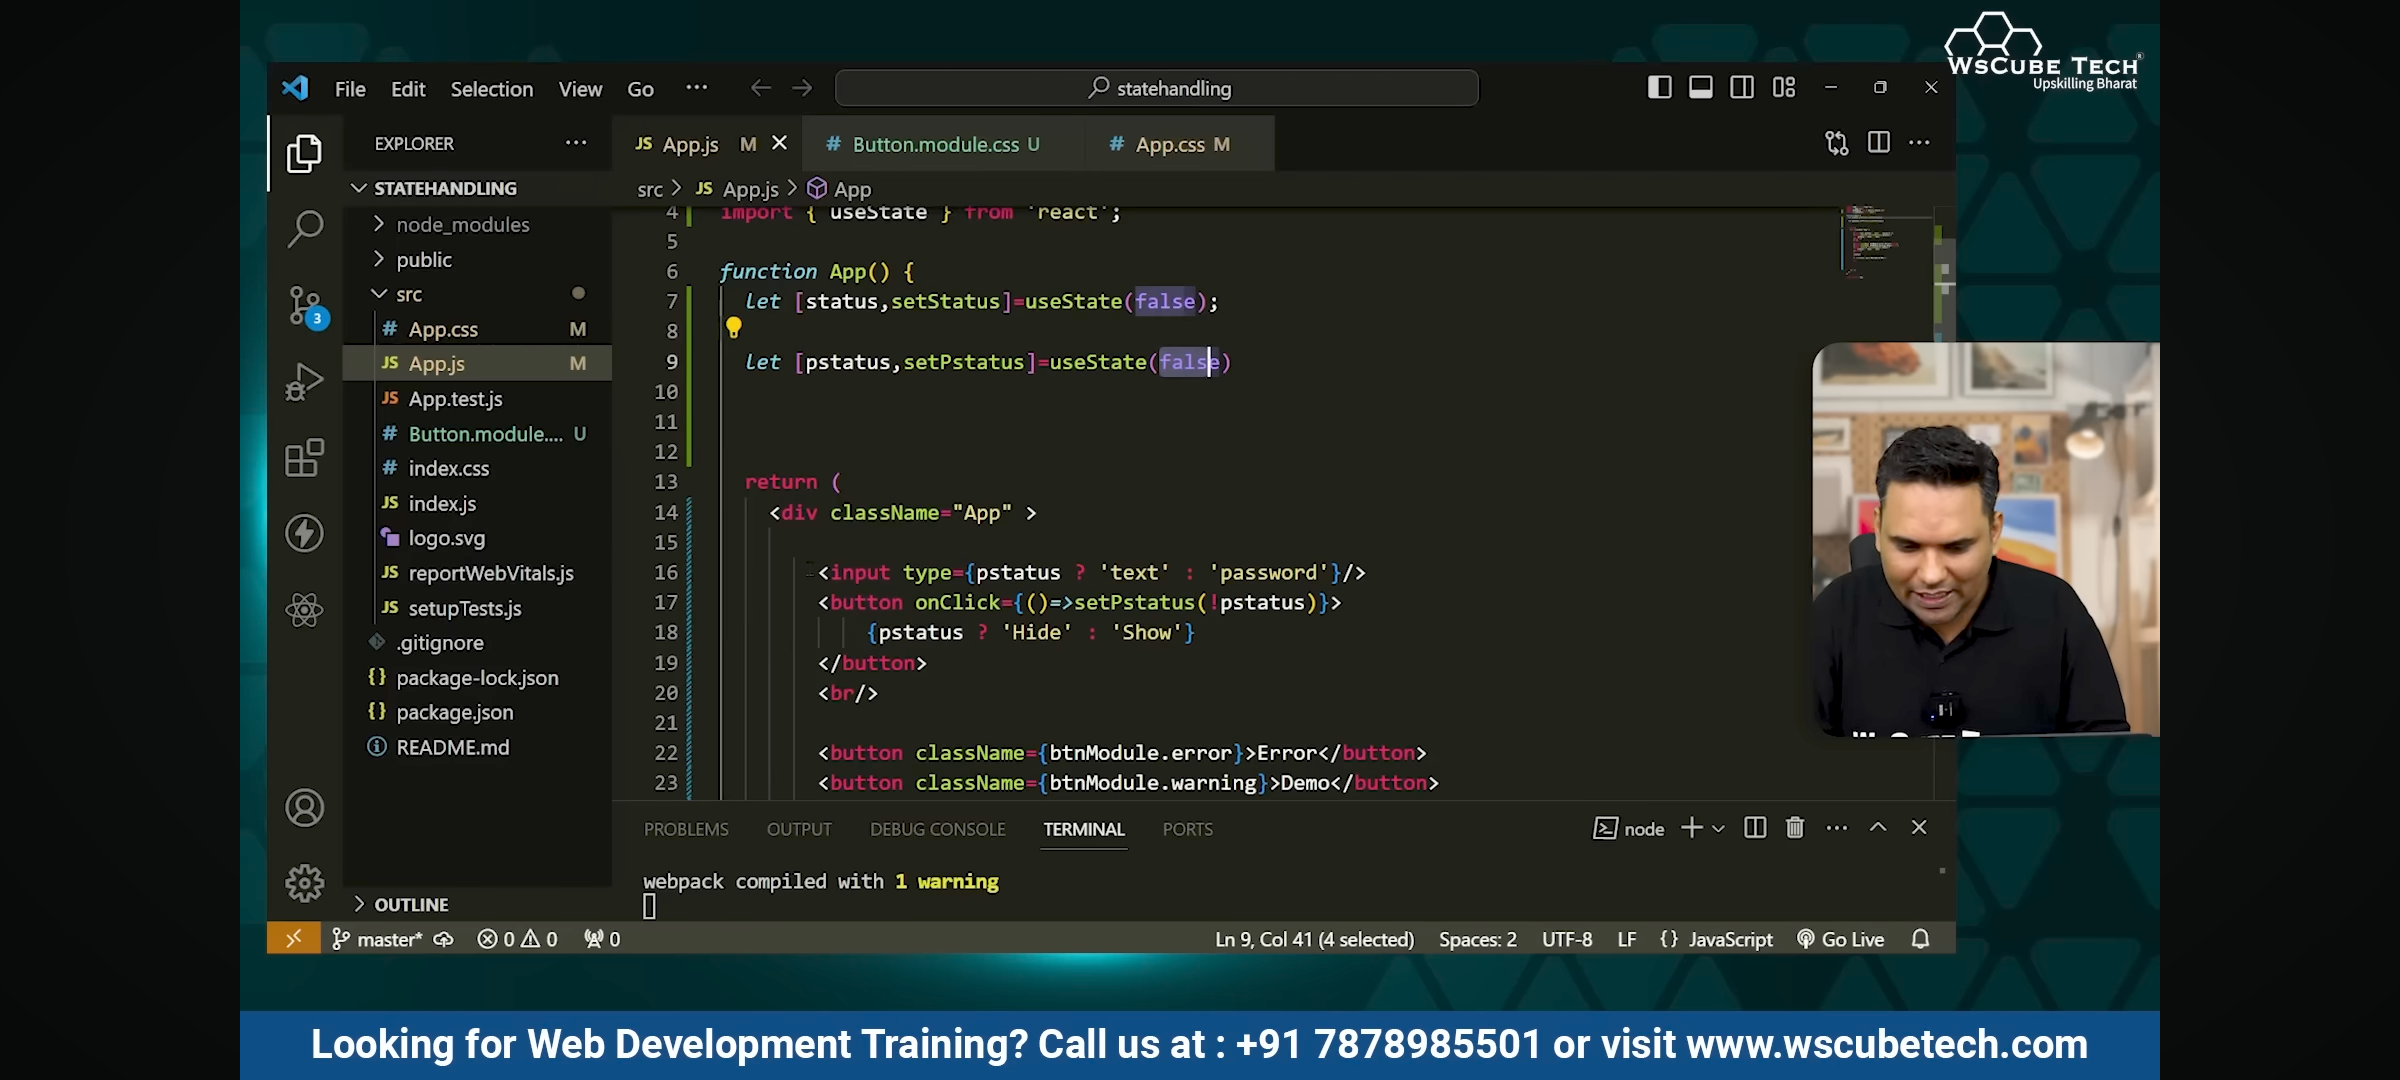 WsCube Tech
Upskilling Bharat
File Edit Selection View Go ··· statehandling
EXPLORER ···
JS App.js M
# Button.module.css U
# App.css M
STATEHANDLING
src > JS App.js > App
node_modules
public
src
# App.css M
JS App.js M
JS App.test.js
# Button.module.... U
# index.css
JS index.js
logo.svg
JS reportWebVitals.js
JS setupTests.js
.gitignore
{} package-lock.json
{} package.json
README.md
OUTLINE
3
4 import { useState } from 'react';
5
6 function App() {
7 let [status,setStatus]=useState(false);
8
9 let [pstatus,setPstatus]=useState(false)
10
11
12
13 return (
14 <div className="App" >
15
16 <input type={pstatus ? 'text' : 'password'}/>
17 <button onClick={()=>setPstatus(!pstatus)}>
18 {pstatus ? 'Hide' : 'Show'}
19 </button>
20 <br/>
21
22 <button className={btnModule.error}>Error</button>
23 <button className={btnModule.warning}>Demo</button>
PROBLEMS OUTPUT DEBUG CONSOLE TERMINAL PORTS
node
webpack compiled with 1 warning
master* 0 0 0
Ln 9, Col 41 (4 selected) Spaces: 2 UTF-8 LF {} JavaScript Go Live
Looking for Web Development Training? Call us at : +91 7878985501 or visit www.wscubetech.com